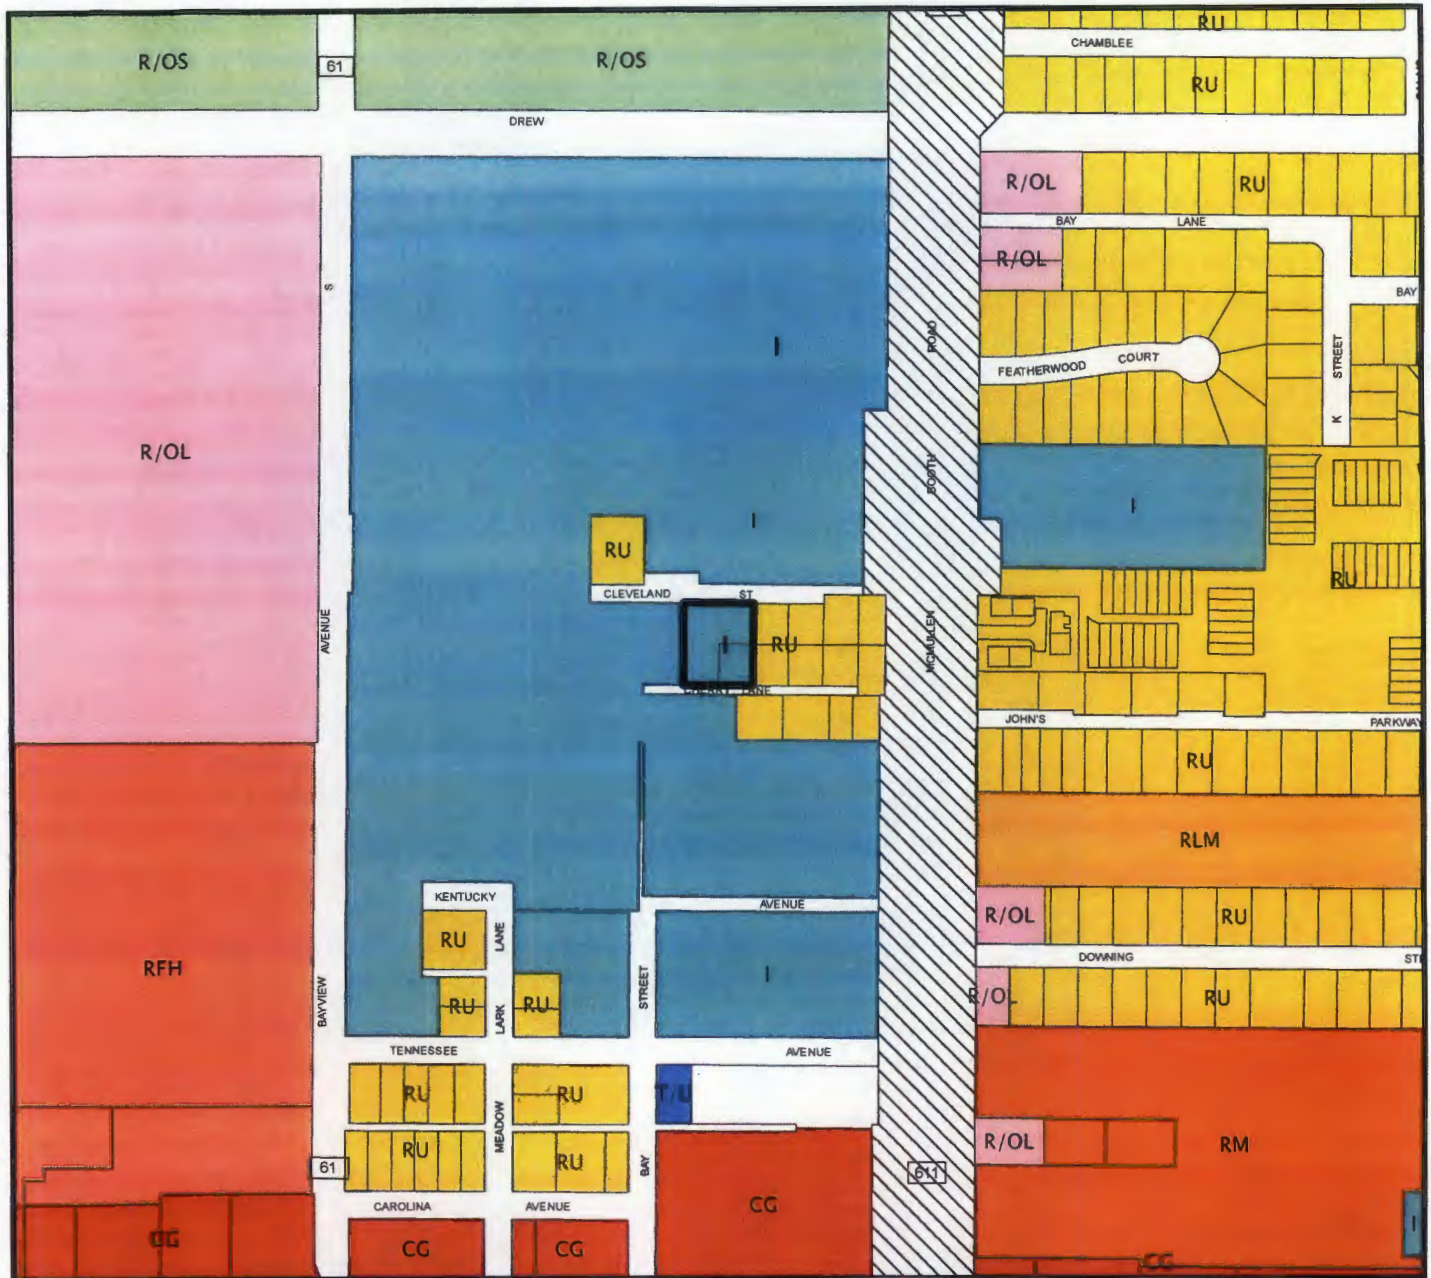 RU
CHAMBLEE
R/OS
61
R/OS
RU
DREW
R/OL
RU
BAY LANE
R/OL
S
BAY
I
ROAD
FEATHERWOOD COURT
STREET
K
R/OL
BOOTH
I
I
RU
RU
CLEVELAND ST
AVENUE
I
RU
MCMULLEN
CHERRY LANE
JOHN'S PARKWAY
RU
RLM
KENTUCKY
AVENUE
R/OL
RU
RU
LANE
DOWNING
RFH
STREET
I
R/OL
RU
BAYVIEW
RU
LARK
RU
TENNESSEE
AVENUE
RU
RU
T/U
MEADOW
R/OL
RM
RU
RU
61
BAY
611
CAROLINA
AVENUE
CG
I
CG
CG
CG
CG